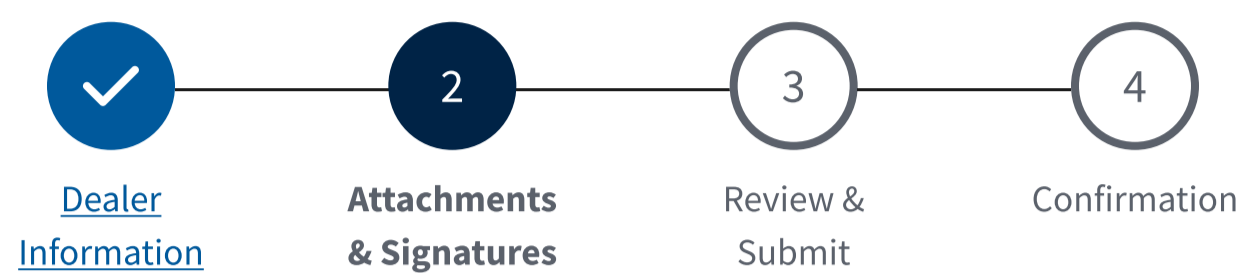 2
3
4
Dealer
Information
Attachments
& Signatures
Review &
Submit
Confirmation